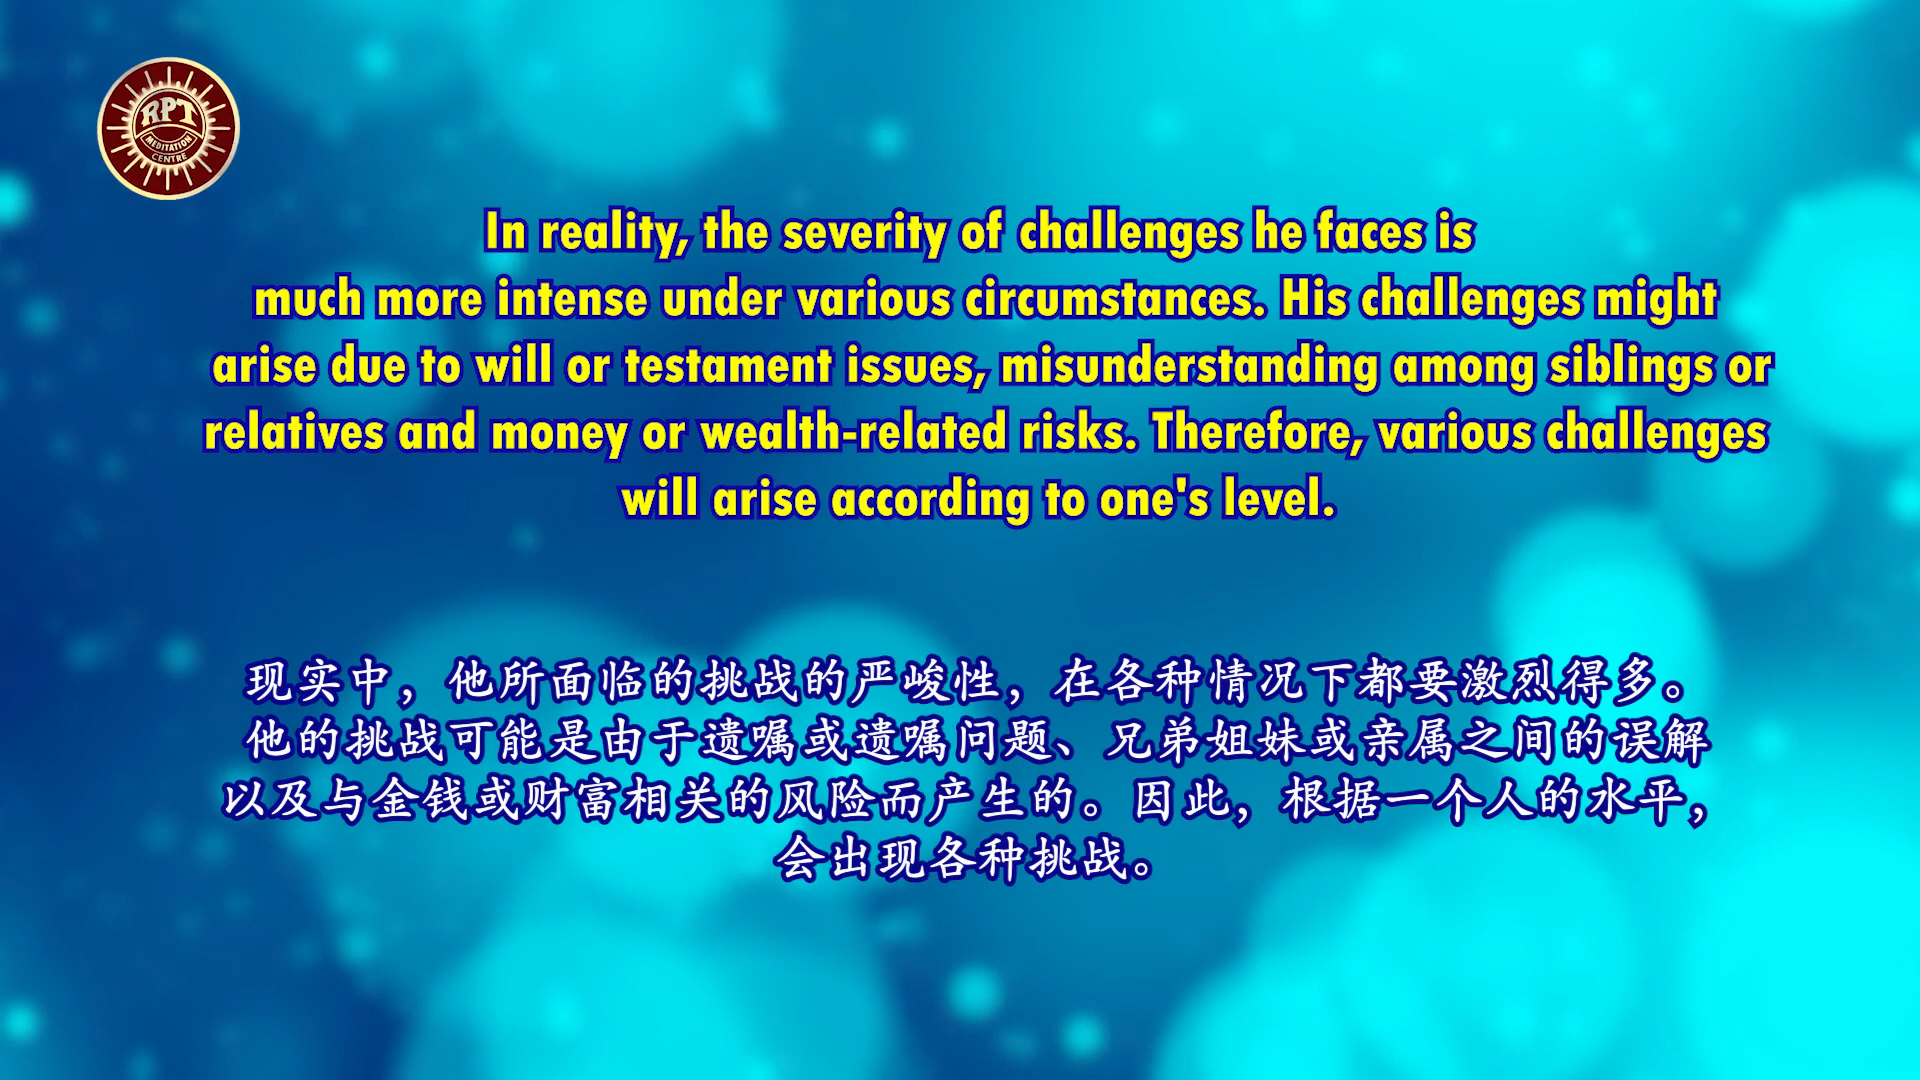 RPT
MEDITATION
CENTRE
In reality, the severity of challenges he faces is
much more intense under various circumstances. His challenges might
arise due to will or testament issues, misunderstanding among siblings or
relatives and money or wealth-related risks. Therefore, various challenges
will arise according to one's level.
现实中，他所面临的挑战的严峻性，在各种情况下都要激烈得多。
他的挑战可能是由于遗嘱或遗嘱问题、兄弟姐妹或亲属之间的误解
以及与金钱或财富相关的风险而产生的。因此，根据一个人的水平，
会出现各种挑战。